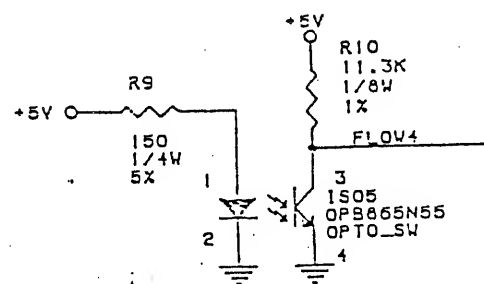 +5V
R10
11.3K
1/8W
1%
R9
+5V
150
1/4W
5%
FLOW4
1
2
3
ISO5
OPB865N55
OPTO_SW
4